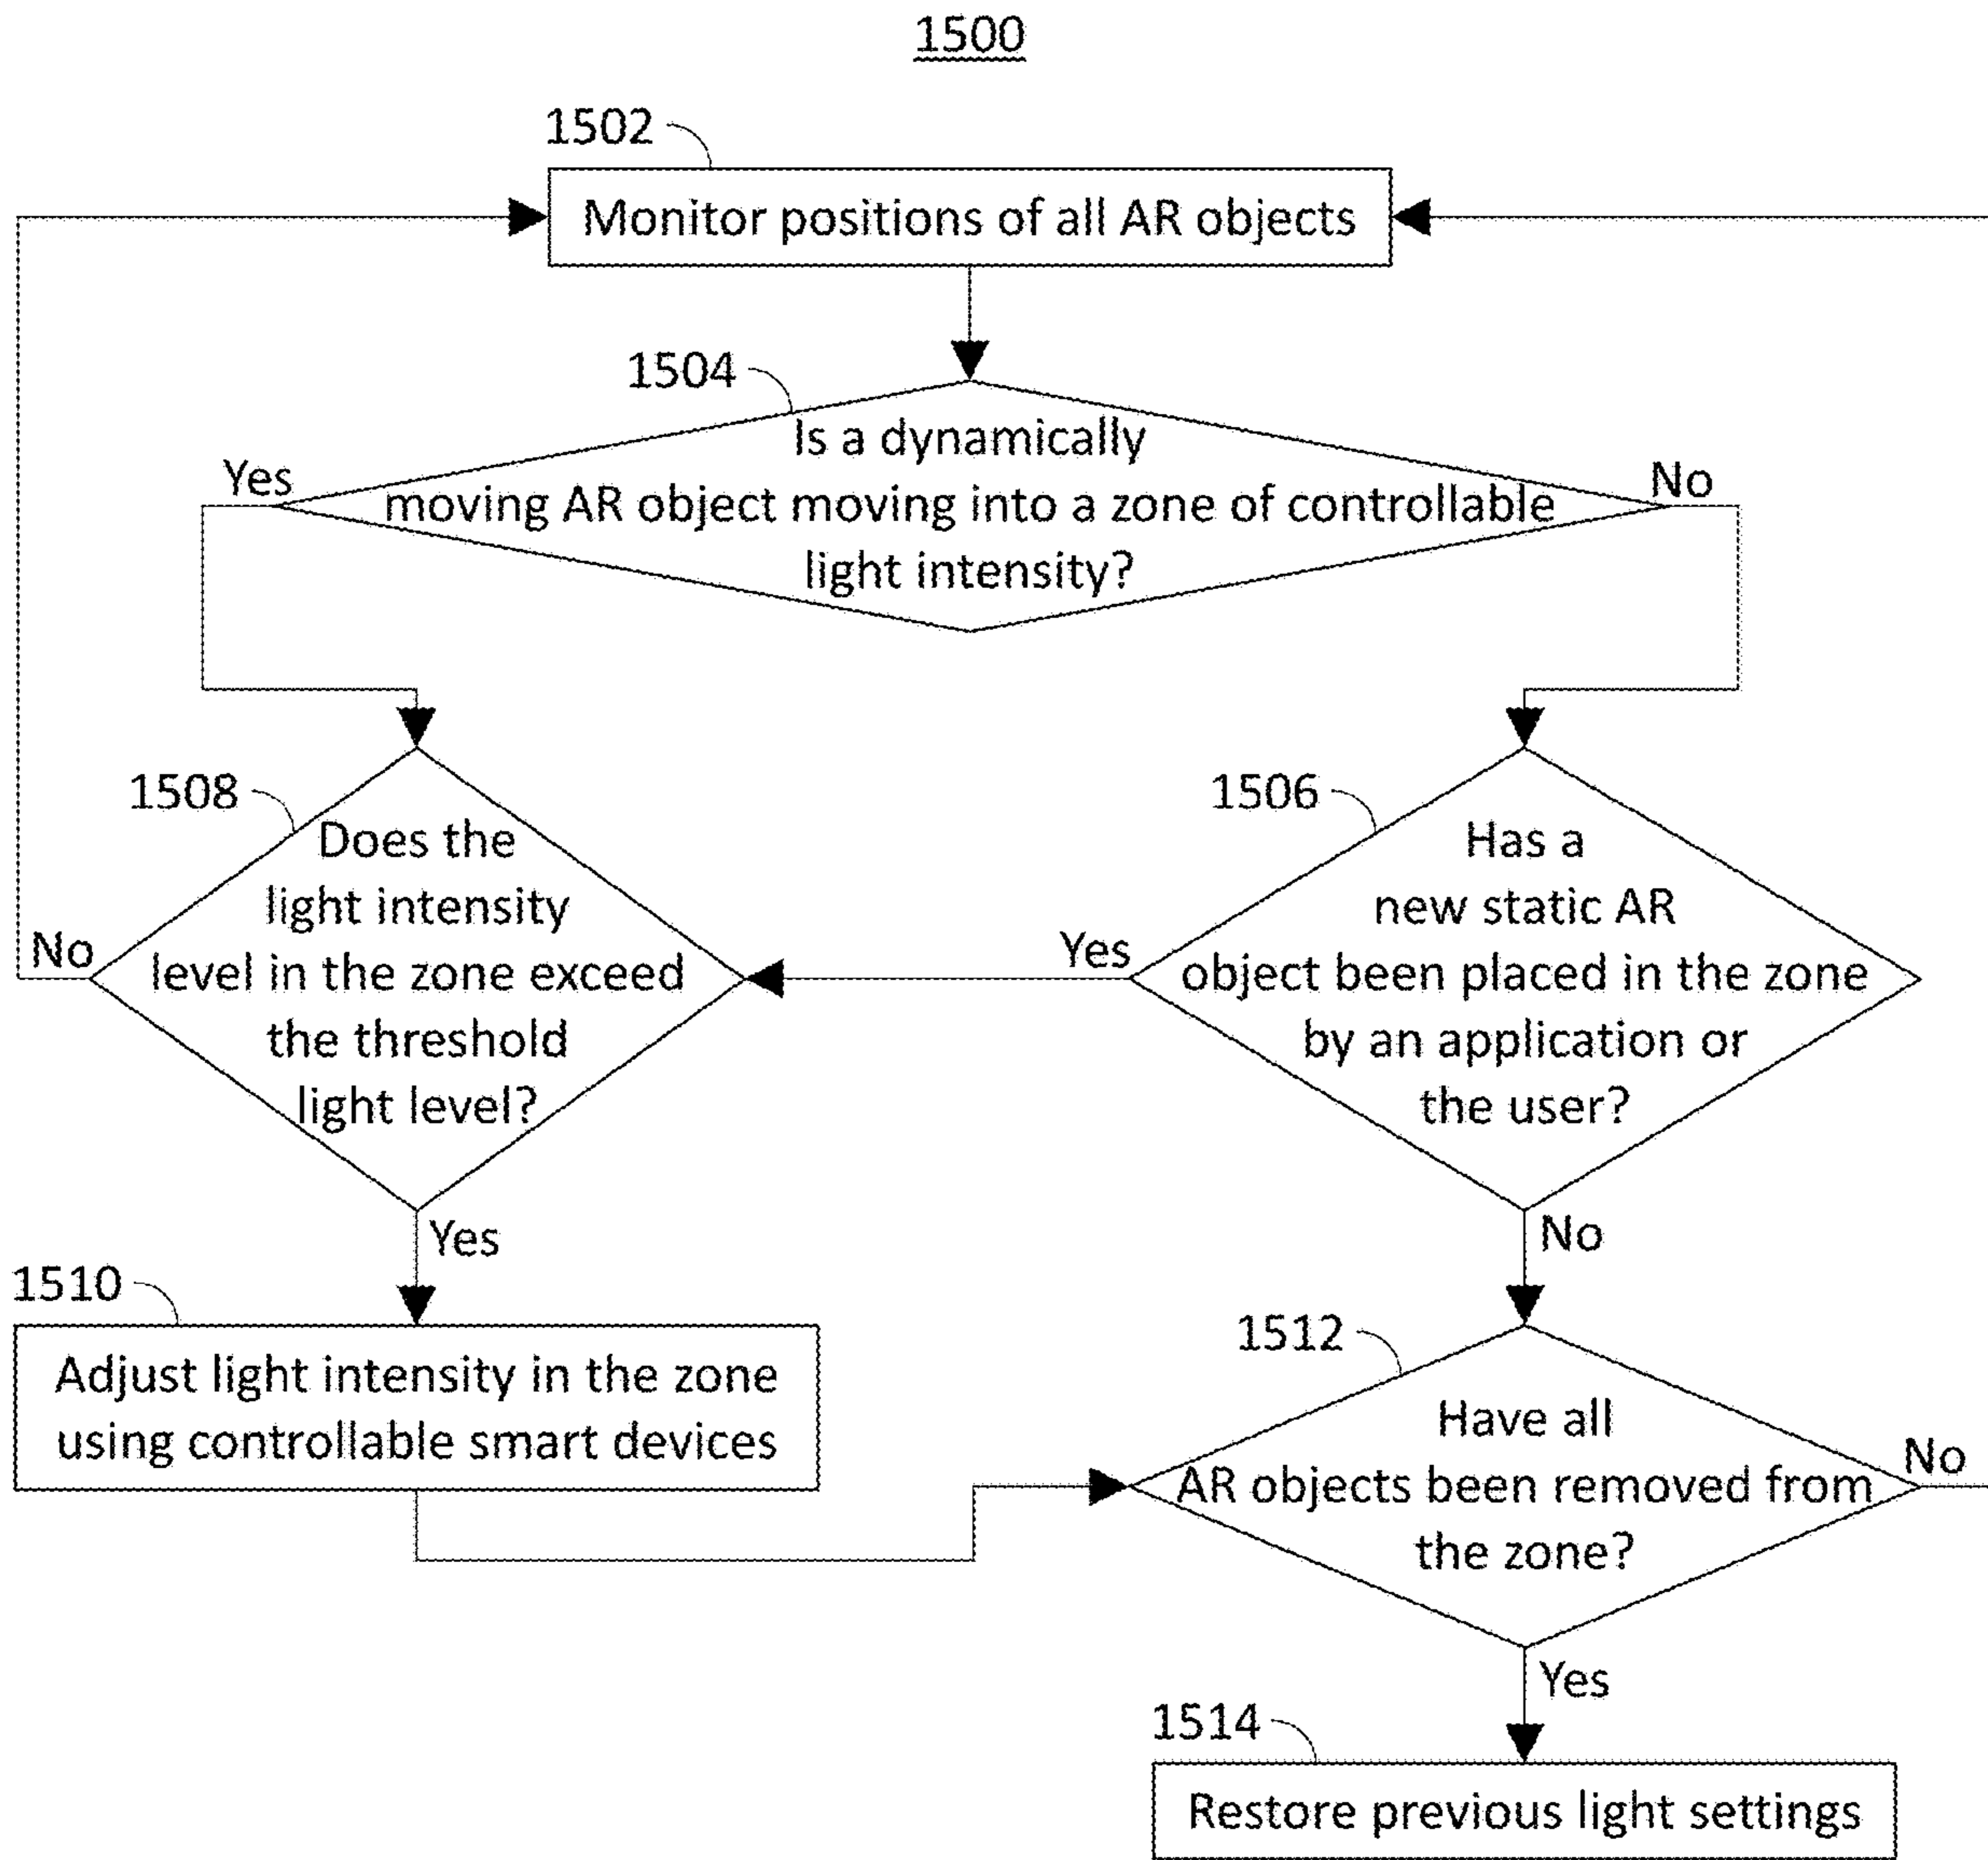 1500
1502
Monitor positions of all AR objects
1504
Is a dynamically
moving AR object moving into a zone of controllable
light intensity?
Yes
No
1508
Does the
light intensity
level in the zone exceed
the threshold
light level?
No
Yes
1506
Has a
new static AR
object been placed in the zone
by an application or
the user?
Yes
No
1510
Adjust light intensity in the zone
using controllable smart devices
1512
Have all
AR objects been removed from
the zone?
No
Yes
1514
Restore previous light settings